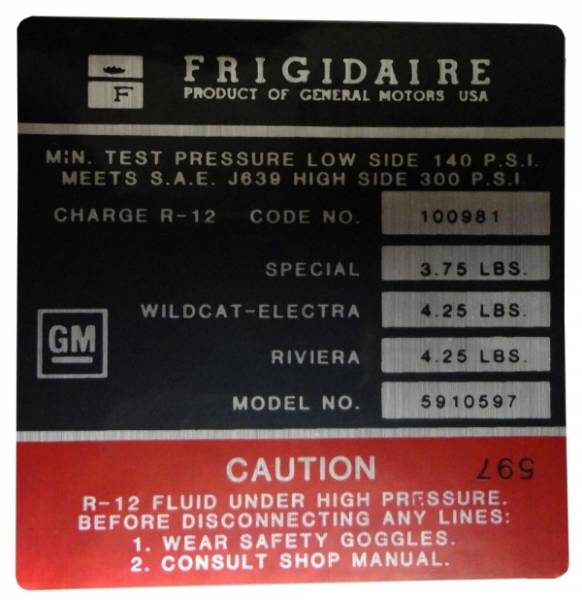 F
FRIGIDAIRE
PRODUCT OF GENERAL MOTORS USA
MIN. TEST PRESSURE LOW SIDE 140 P.S.I.
MEETS S.A.E. J639 HIGH SIDE 300 P.S.I
CHARGE R-12 CODE NO. 100981
SPECIAL 3.75 LBS.
WILDCAT-ELECTRA 4.25 LBS.
GM
RIVIERA 4.25 LBS.
MODEL NO. 5910597
CAUTION 597
R-12 FLUID UNDER HIGH PRESSURE.
BEFORE DISCONNECTING ANY LINES:
1. WEAR SAFETY GOGGLES.
2. CONSULT SHOP MANUAL.